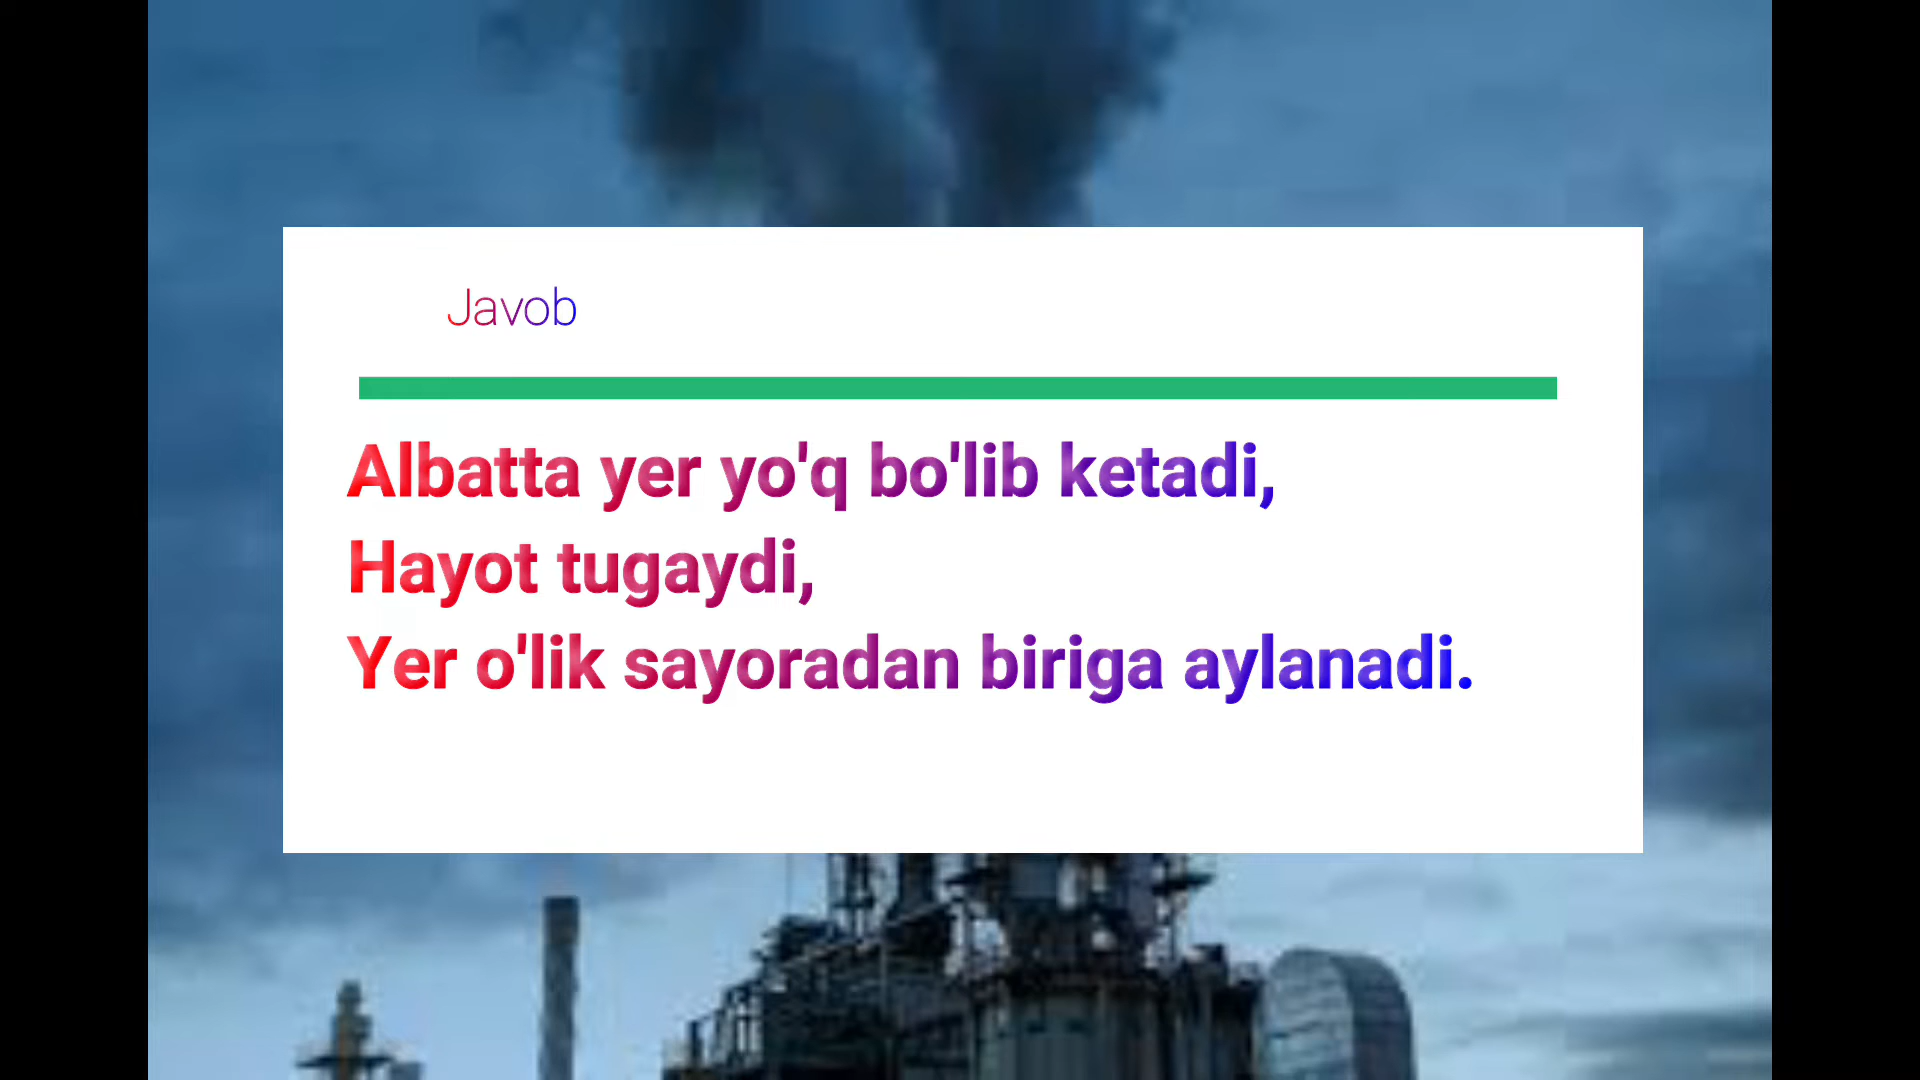 Javob
Albatta yer yo'q bo'lib ketadi,
Hayot tugaydi,
Yer o'lik sayoradan biriga aylanadi.